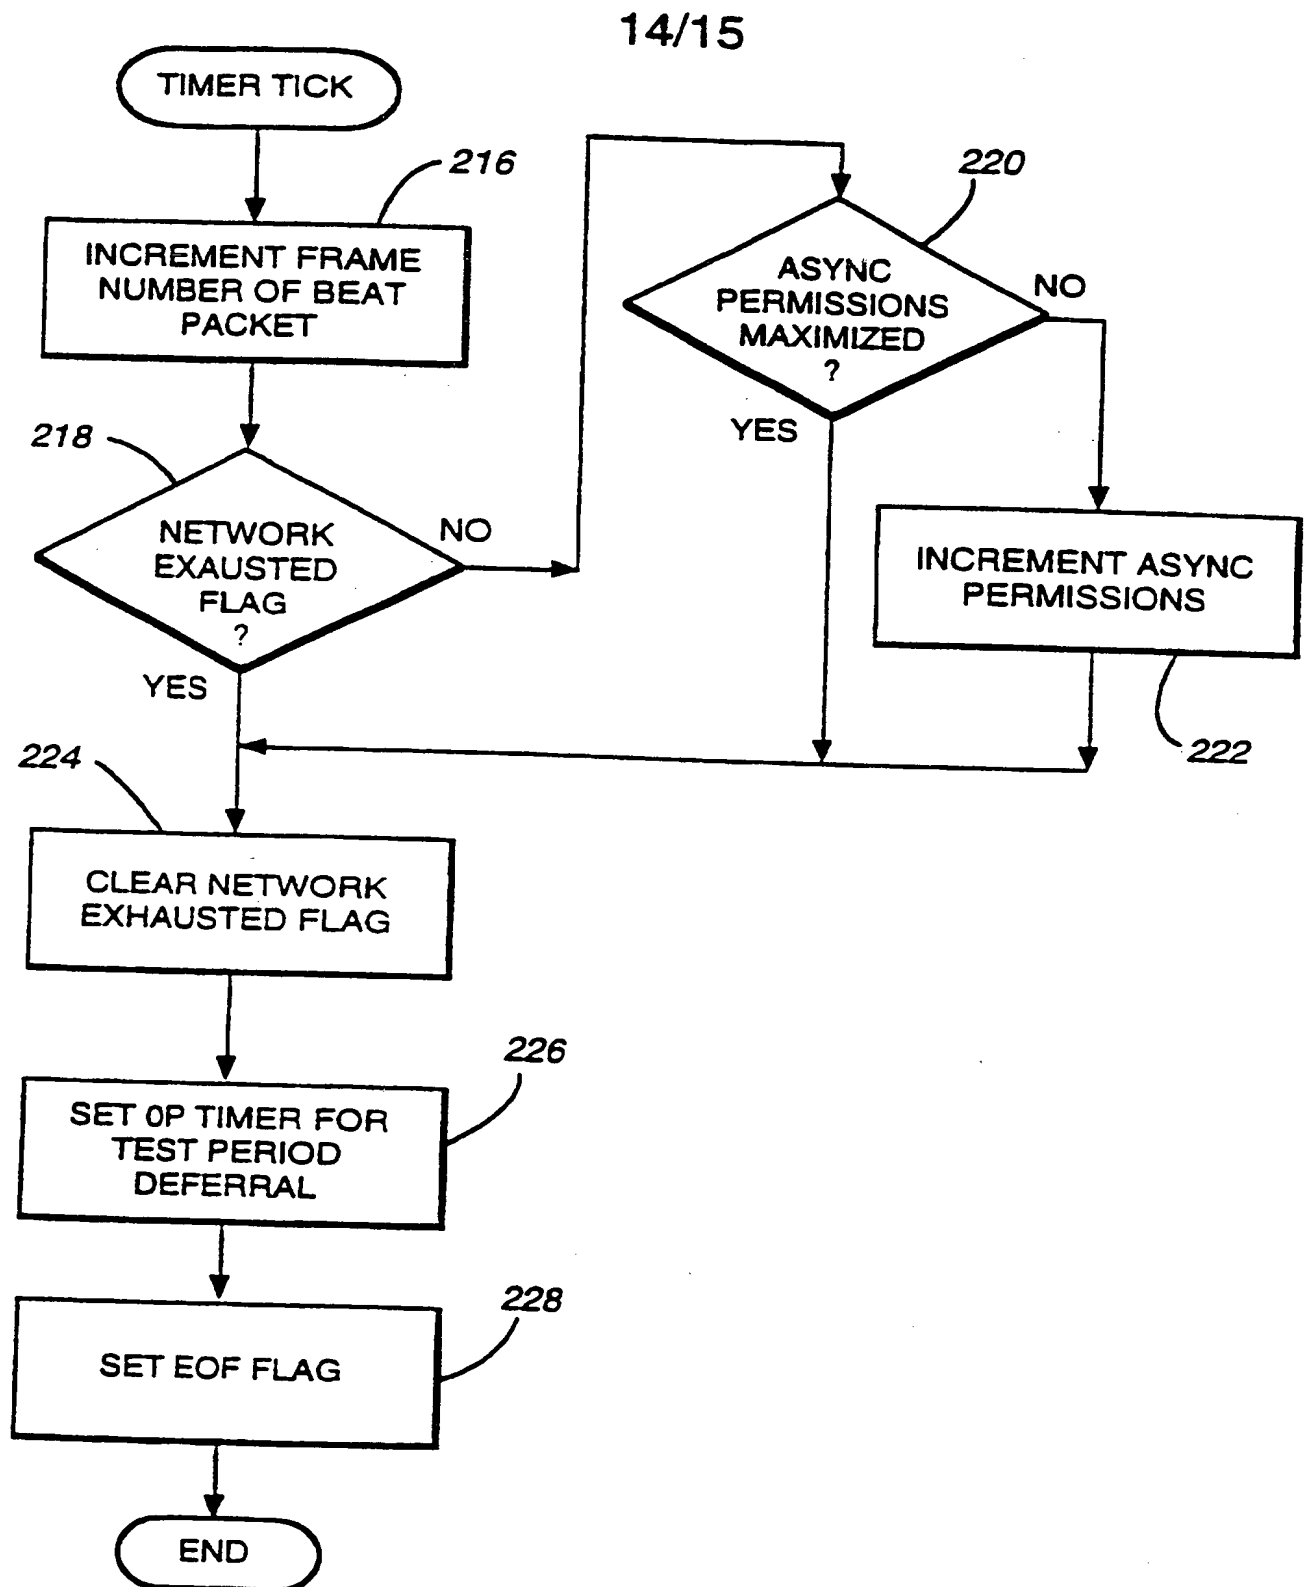 14/15
TIMER TICK
216
INCREMENT FRAME
NUMBER OF BEAT
PACKET
218
NETWORK
EXAUSTED
FLAG
?
NO
YES
220
ASYNC
PERMISSIONS
MAXIMIZED
?
NO
YES
INCREMENT ASYNC
PERMISSIONS
222
224
CLEAR NETWORK
EXHAUSTED FLAG
226
SET 0P TIMER FOR
TEST PERIOD
DEFERRAL
228
SET EOF FLAG
END